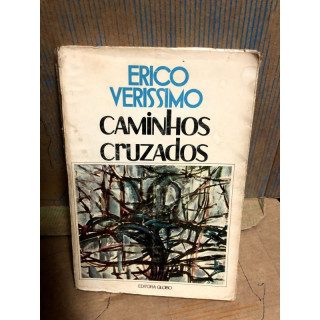 ERICO
VERISSIMO
CAMINHOS
CRUZADOS
EDITORA GLOBO